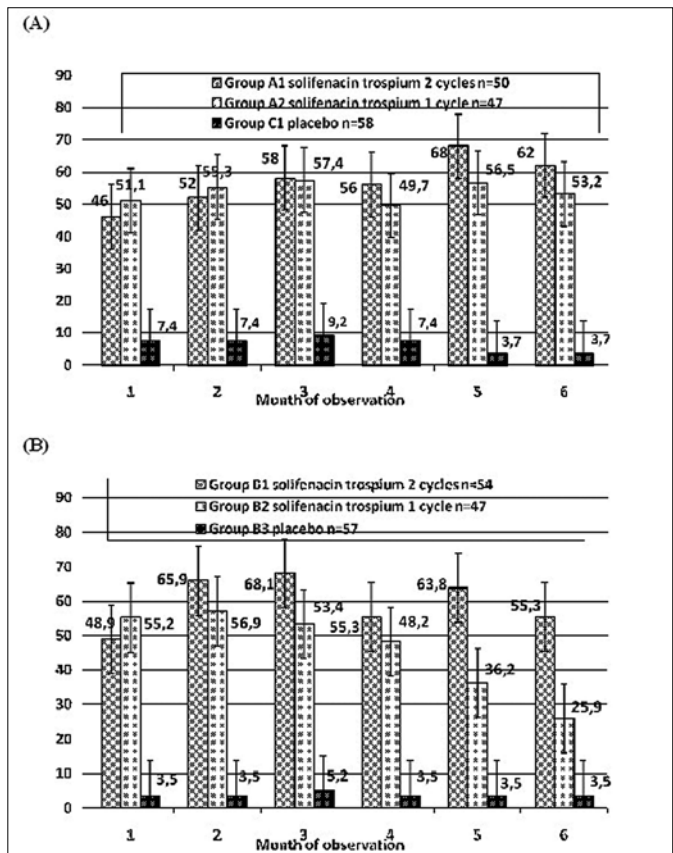 (A)
90
80
70
60
50
40
30
20
10
0
Group A1 solifenacin trospium 2 cycles n=50
Group A2 solifenacin trospium 1 cycle n=47
Group C1 placebo n=58
46 51,1 7,4
52 55,3 7,4
58 57,4 9,2
56 49,7 7,4
68 56,5 3,7
62 53,2 3,7
1 2 3 4 5 6
Month of observation
(B)
90
80
70
60
50
40
30
20
10
0
Group B1 solifenacin trospium 2 cycles n=54
Group B2 solifenacin trospium 1 cycle n=47
Group B3 placebo n=57
48,9 55,2 3,5
65,9 56,9 3,5
68,1 53,4 5,2
55,3 48,2 3,5
63,8 36,2 3,5
55,3 25,9 3,5
1 2 3 4 5 6
Month of observation